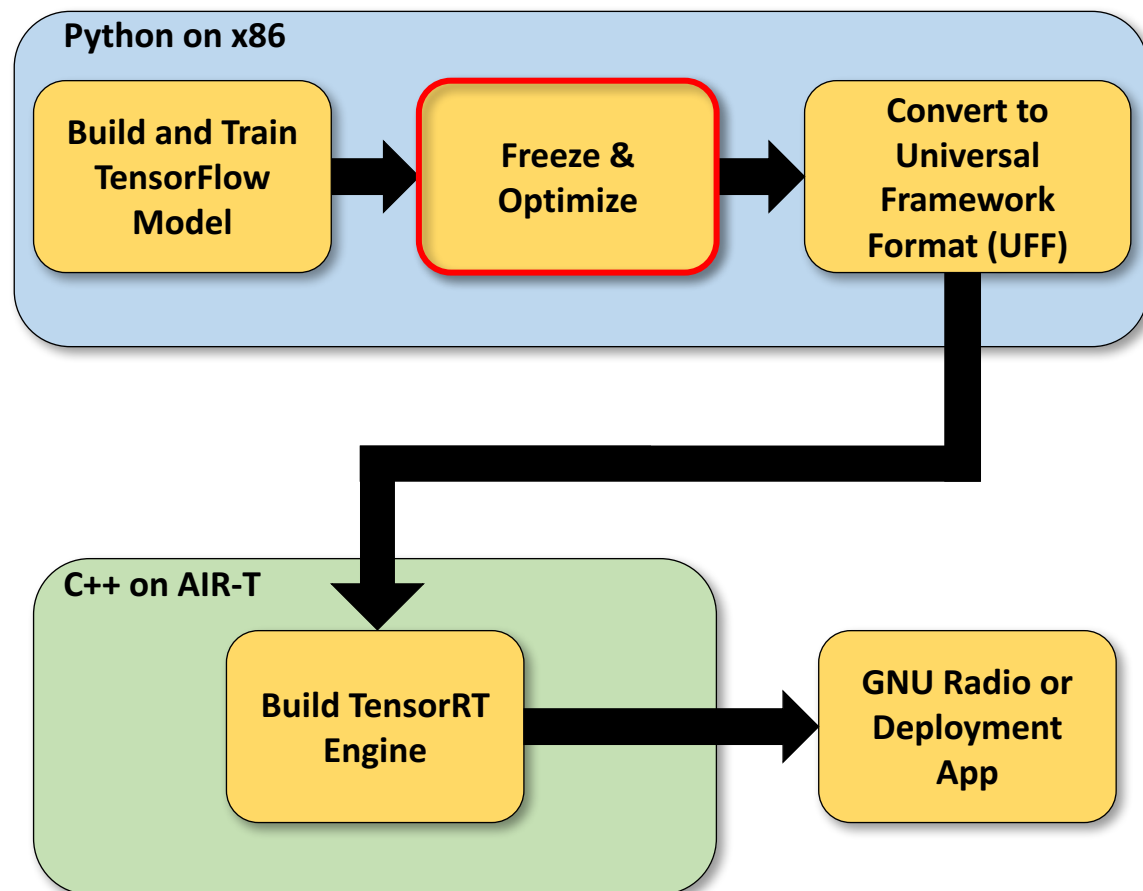 Python on x86
Build and Train
TensorFlow
Model
Freeze &
Optimize
Convert to
Universal
Framework
Format (UFF)
C++ on AIR-T
Build TensorRT
Engine
GNU Radio or
Deployment
App